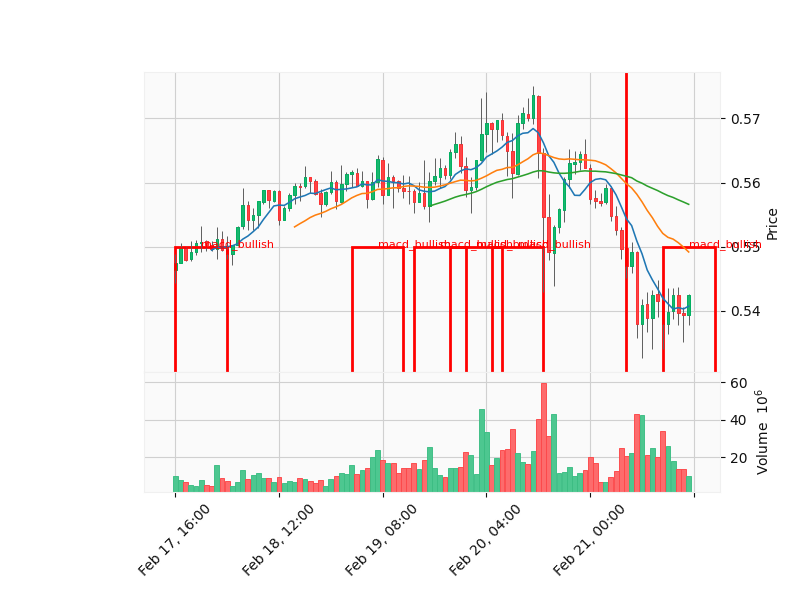 0.57
0.56
0.55
0.54
Price
macd_bullish
macd_bullish
macd_bullish
macd_bullish
macd_bullish
macd_bullish
60
40
20
Volume 10^6
Feb 17, 16:00
Feb 18, 12:00
Feb 19, 08:00
Feb 20, 04:00
Feb 21, 00:00